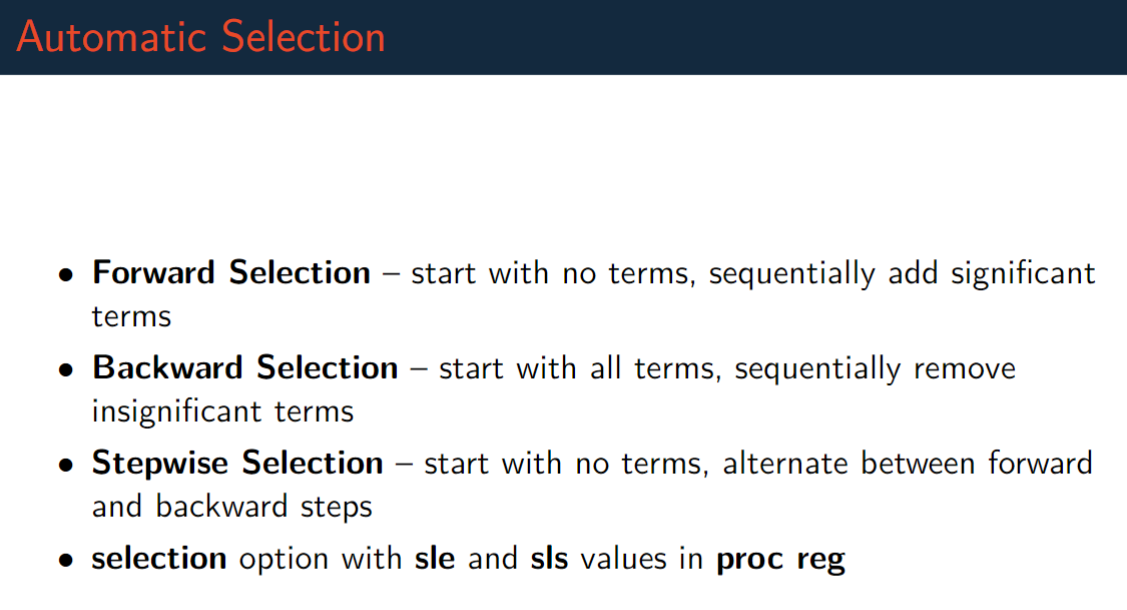 Automatic Selection
• Forward Selection – start with no terms, sequentially add significant
terms
• Backward Selection – start with all terms, sequentially remove
insignificant terms
• Stepwise Selection – start with no terms, alternate between forward
and backward steps
• selection option with sle and sls values in proc reg